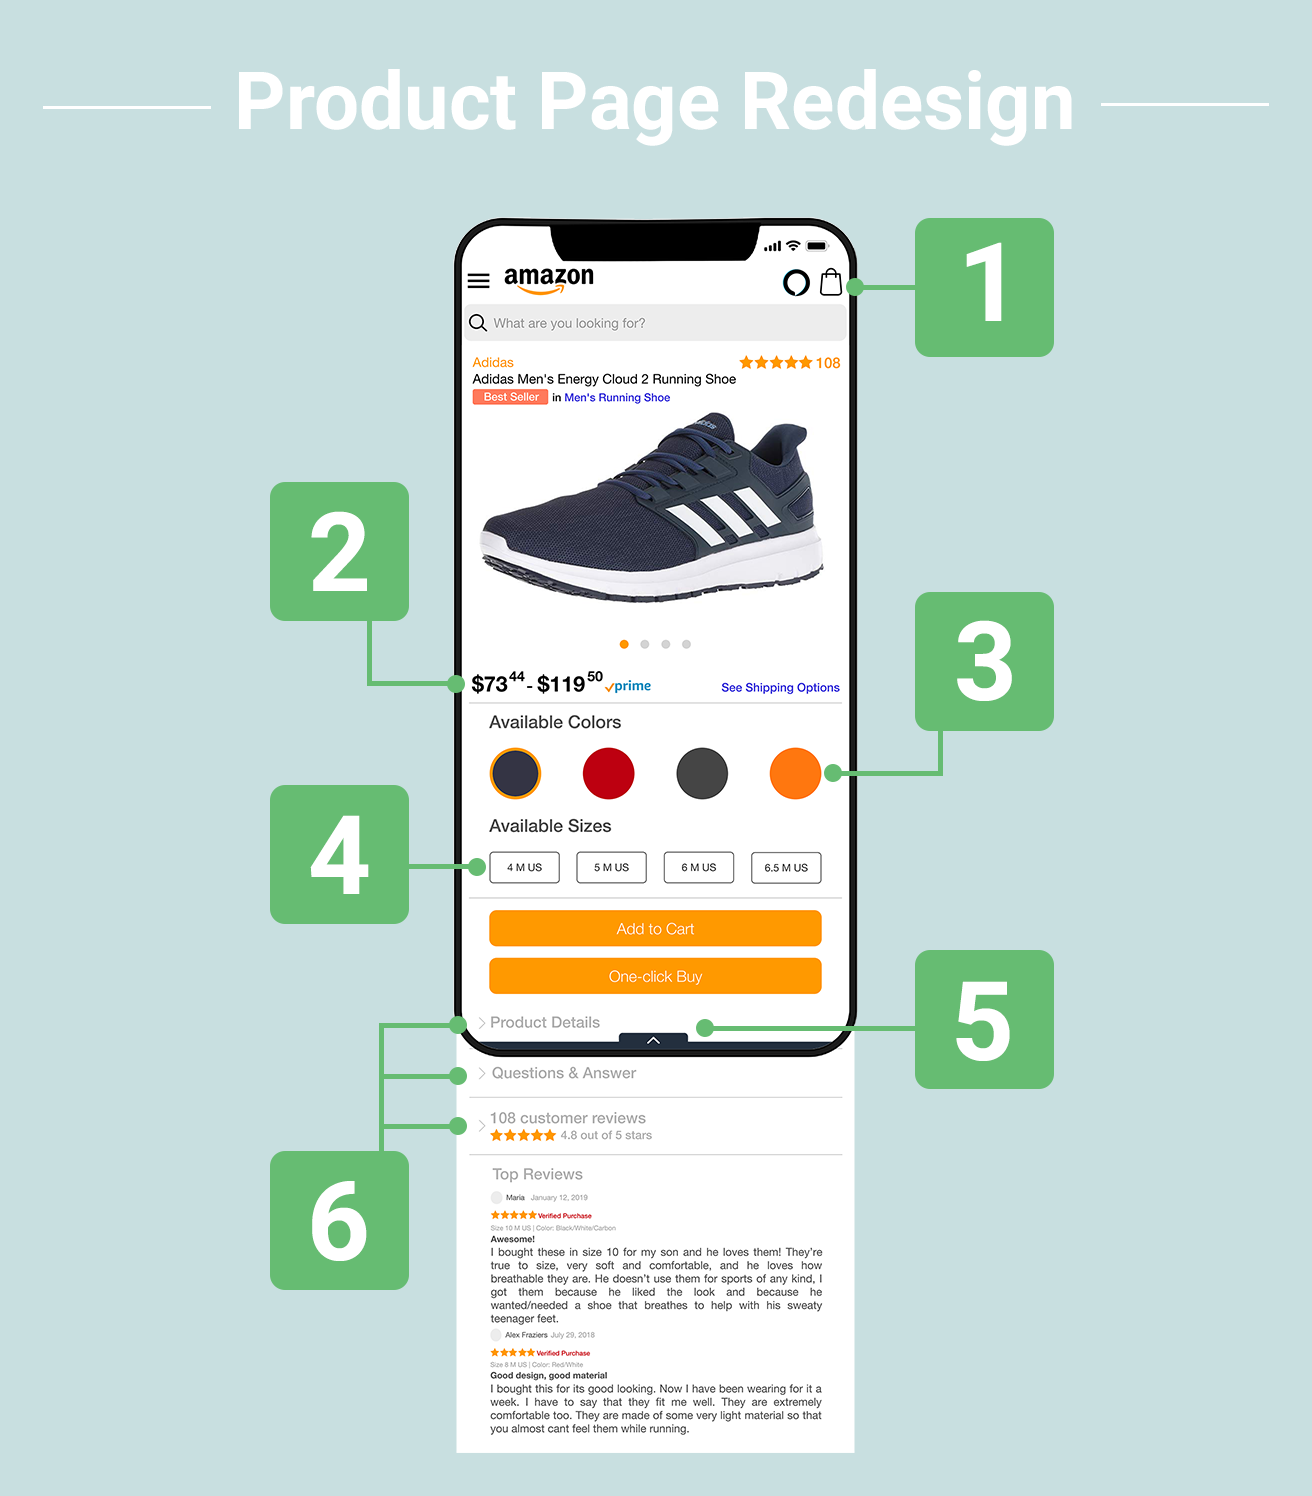 Product Page Redesign
1
amazon
What are you looking for?
Adidas
108
Adidas Men's Energy Cloud 2 Running Shoe
Best Seller in Men's Running Shoe
adidas
2
3
$73 44 - $119 50 prime
See Shipping Options
Available Colors
4
Available Sizes
4 M US 5 M US 6 M US 6.5 M US
Add to Cart
One-click Buy
5
Product Details
Questions & Answer
108 customer reviews
4.8 out of 5 stars
6
Top Reviews
Maria January 12, 2019
Verified Purchase
Size 10 M US | Color: Black/White/Carbon
Awesome!
I bought these in size 10 for my son and he loves them! They're
true to size, very soft and comfortable, and he loves how
breathable they are. He doesn't use them for sports of any kind, I
got them because he liked the look and because he
wanted/needed a shoe that breathes to help with his sweaty
teenager feet.
Alex Fraziers July 29, 2018
Verified Purchase
Size 8 M US | Color: Red/White
Good design, good material
I bought this for its good looking. Now I have been wearing for it a
week. I have to say that they fit me well. They are extremely
comfortable too. They are made of some very light material so that
you almost cant feel them while running.